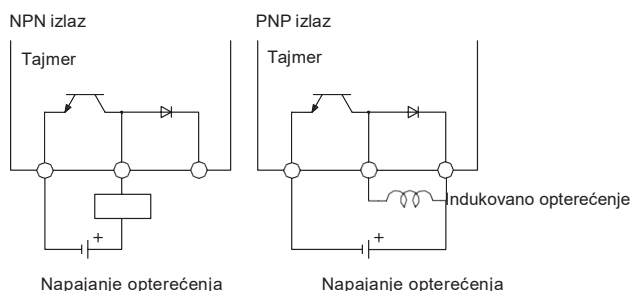 NPN izlaz
Tajmer
+
Napajanje opterećenja
PNP izlaz
Tajmer
Indukovano opterećenje
+
Napajanje opterećenja